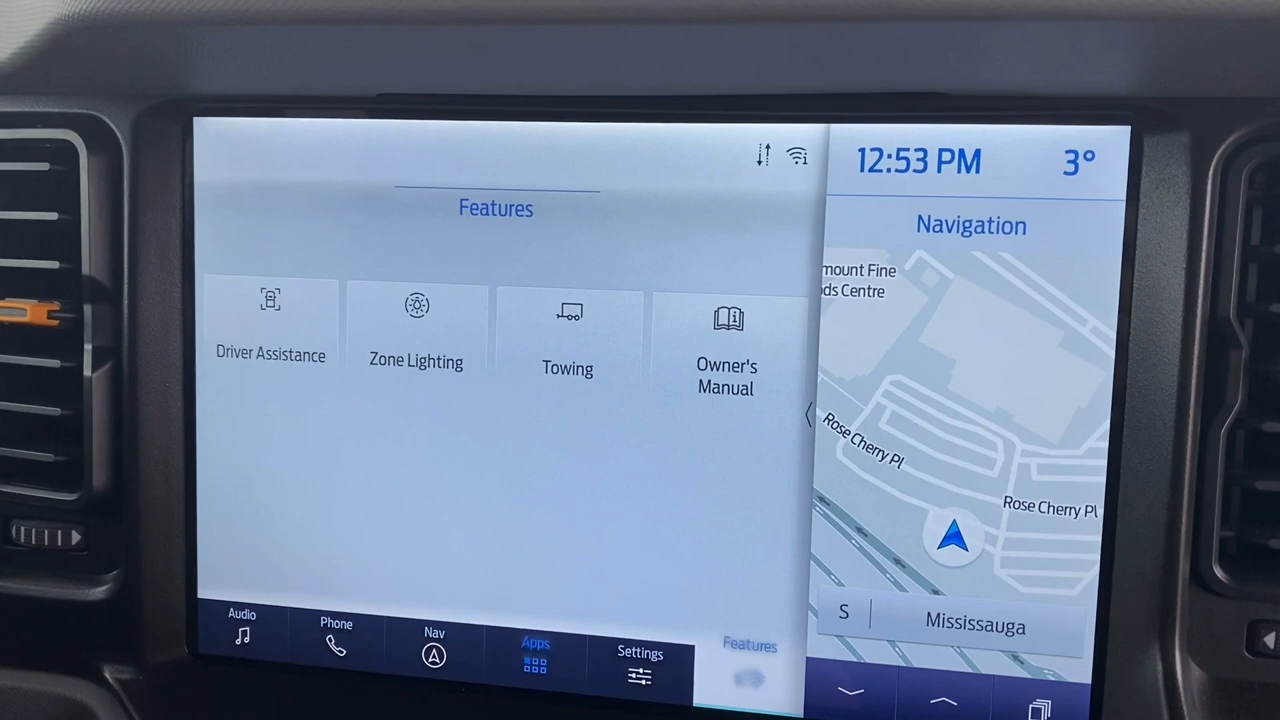 12:53 PM 3°
Features
Navigation
mount Fine
ds Centre
Driver Assistance
Zone Lighting
Towing
Owner's
Manual
Rose Cherry Pl
Rose Cherry Pl
S Mississauga
Audio
Phone
Nav
Apps
Settings
Features